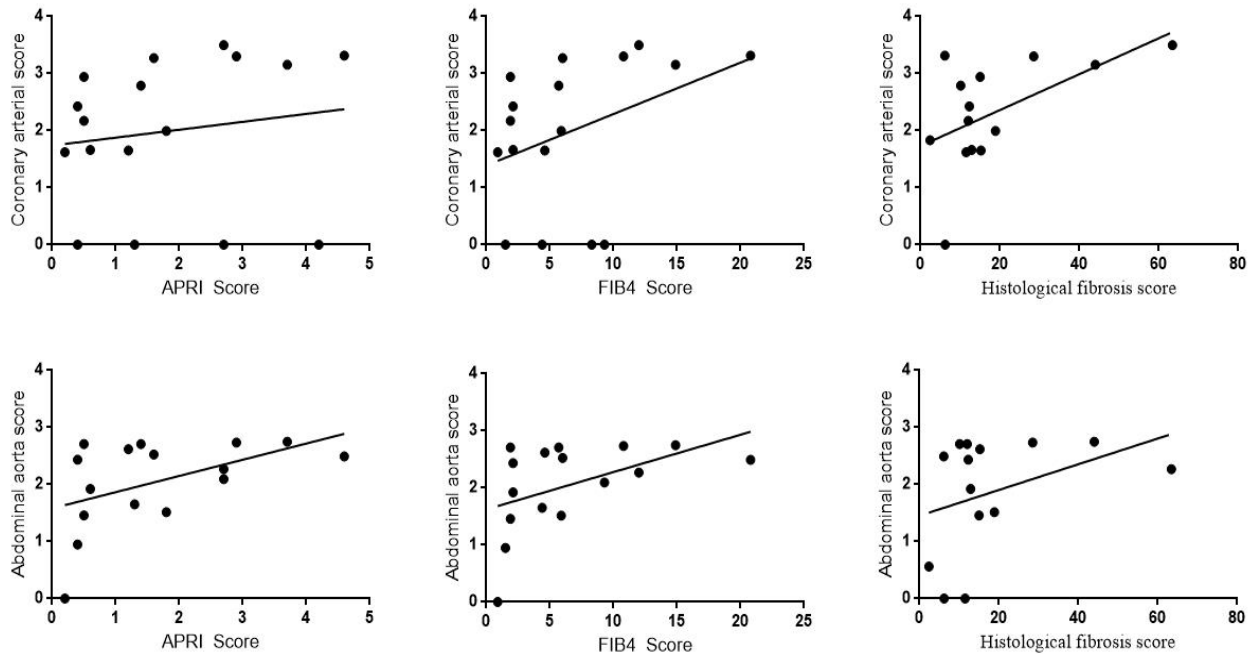 Coronary arterial score
4
3
2
1
0
0 1 2 3 4 5
APRI Score
Coronary arterial score
4
3
2
1
0
0 5 10 15 20 25
FIB4 Score
Coronary arterial score
4
3
2
1
0
0 20 40 60 80
Histological fibrosis score
Abdominal aorta score
4
3
2
1
0
0 1 2 3 4 5
APRI Score
Abdominal aorta score
4
3
2
1
0
0 5 10 15 20 25
FIB4 Score
Abdominal aorta score
4
3
2
1
0
0 20 40 60 80
Histological fibrosis score